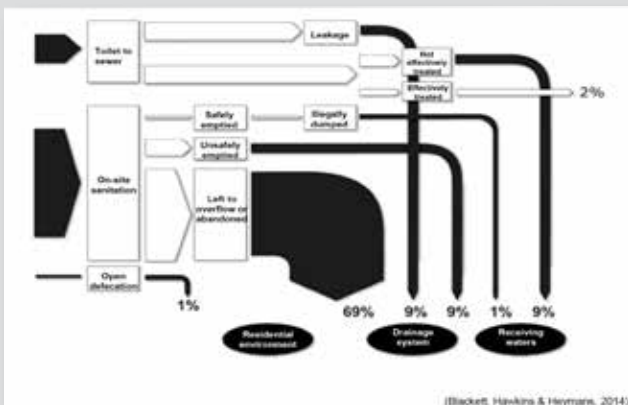 Toilet to
sewer
Leakage
Not
effectively
treated
Effectively
treated
2%
On-site
sanitation
Safely
emptied
Illegally
dumped
Unsafely
emptied
Left to
overflow or
abandoned
Open
defecation
1%
69%
9%
9%
1%
9%
Residential
environment
Drainage
system
Receiving
waters
(Blackett, Hawkins & Heymans, 2014)